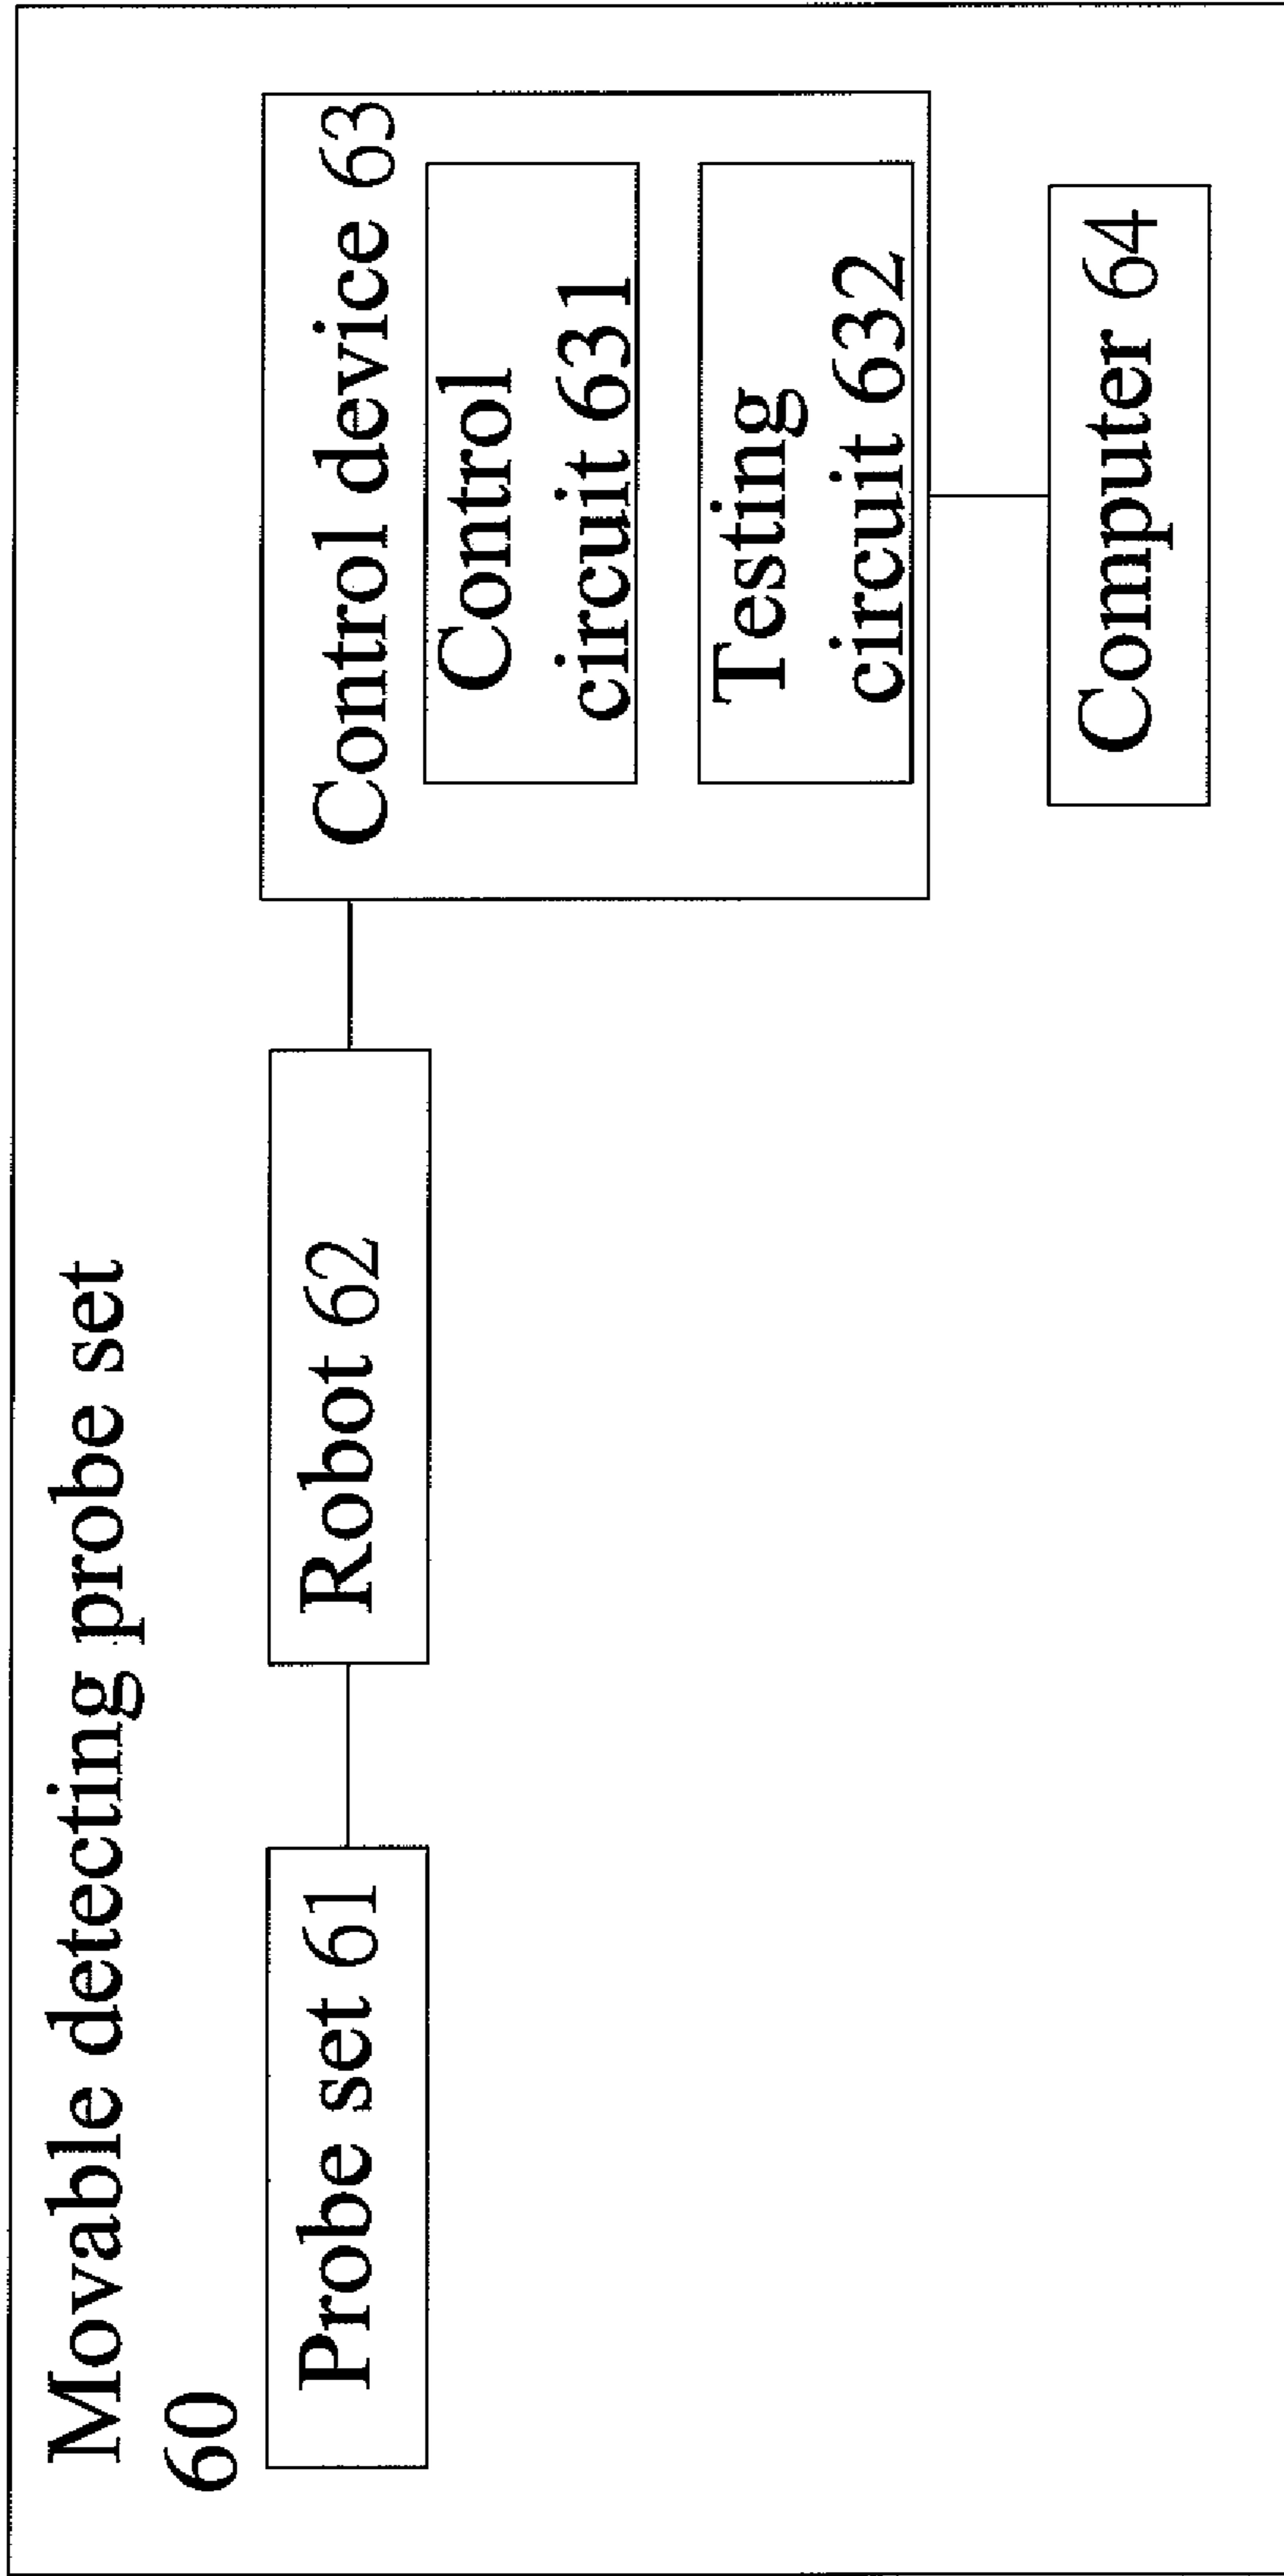 Movable detecting probe set
60
Probe set 61
Robot 62
Control device 63
Control
circuit 631
Testing
circuit 632
Computer 64